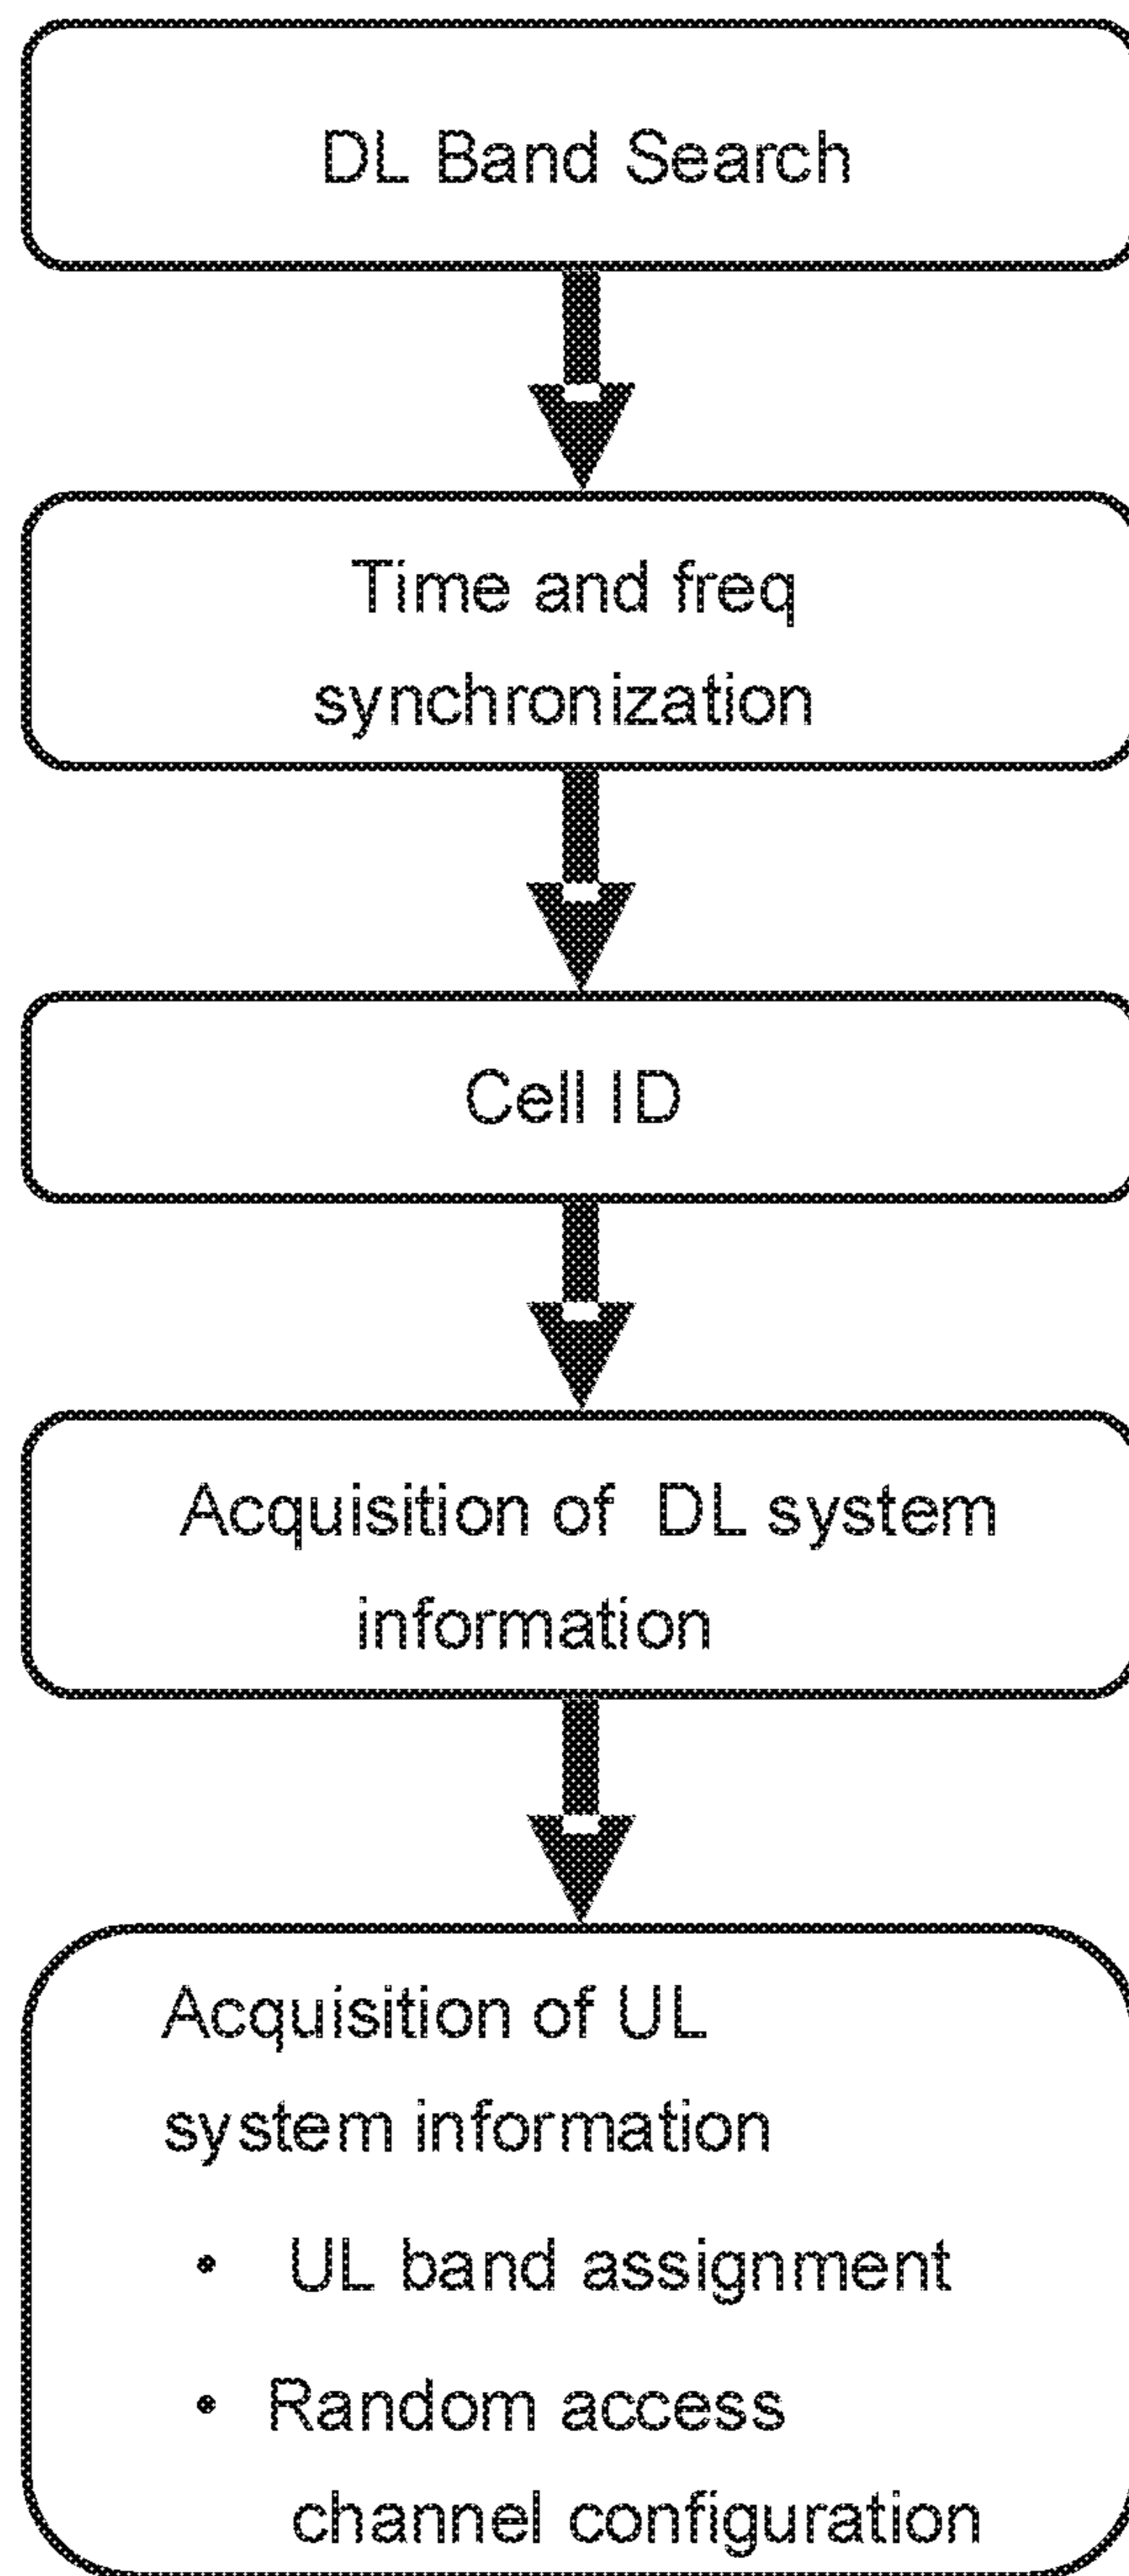 DL Band Search
Time and freq
synchronization
Cell ID
Acquisition of DL system
information
Acquisition of UL
system information
• UL band assignment
• Random access
channel configuration